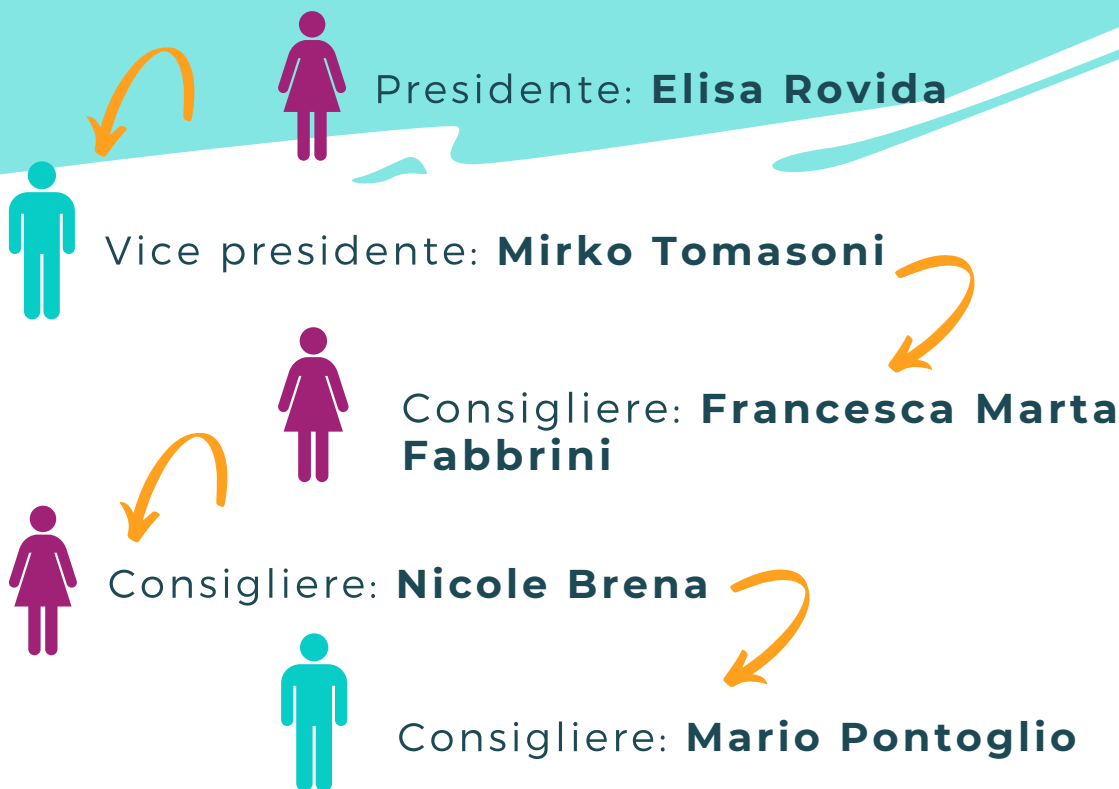 Presidente: Elisa Rovida
Vice presidente: Mirko Tomasoni
Consigliere: Francesca Marta
Fabbrini
Consigliere: Nicole Brena
Consigliere: Mario Pontoglio